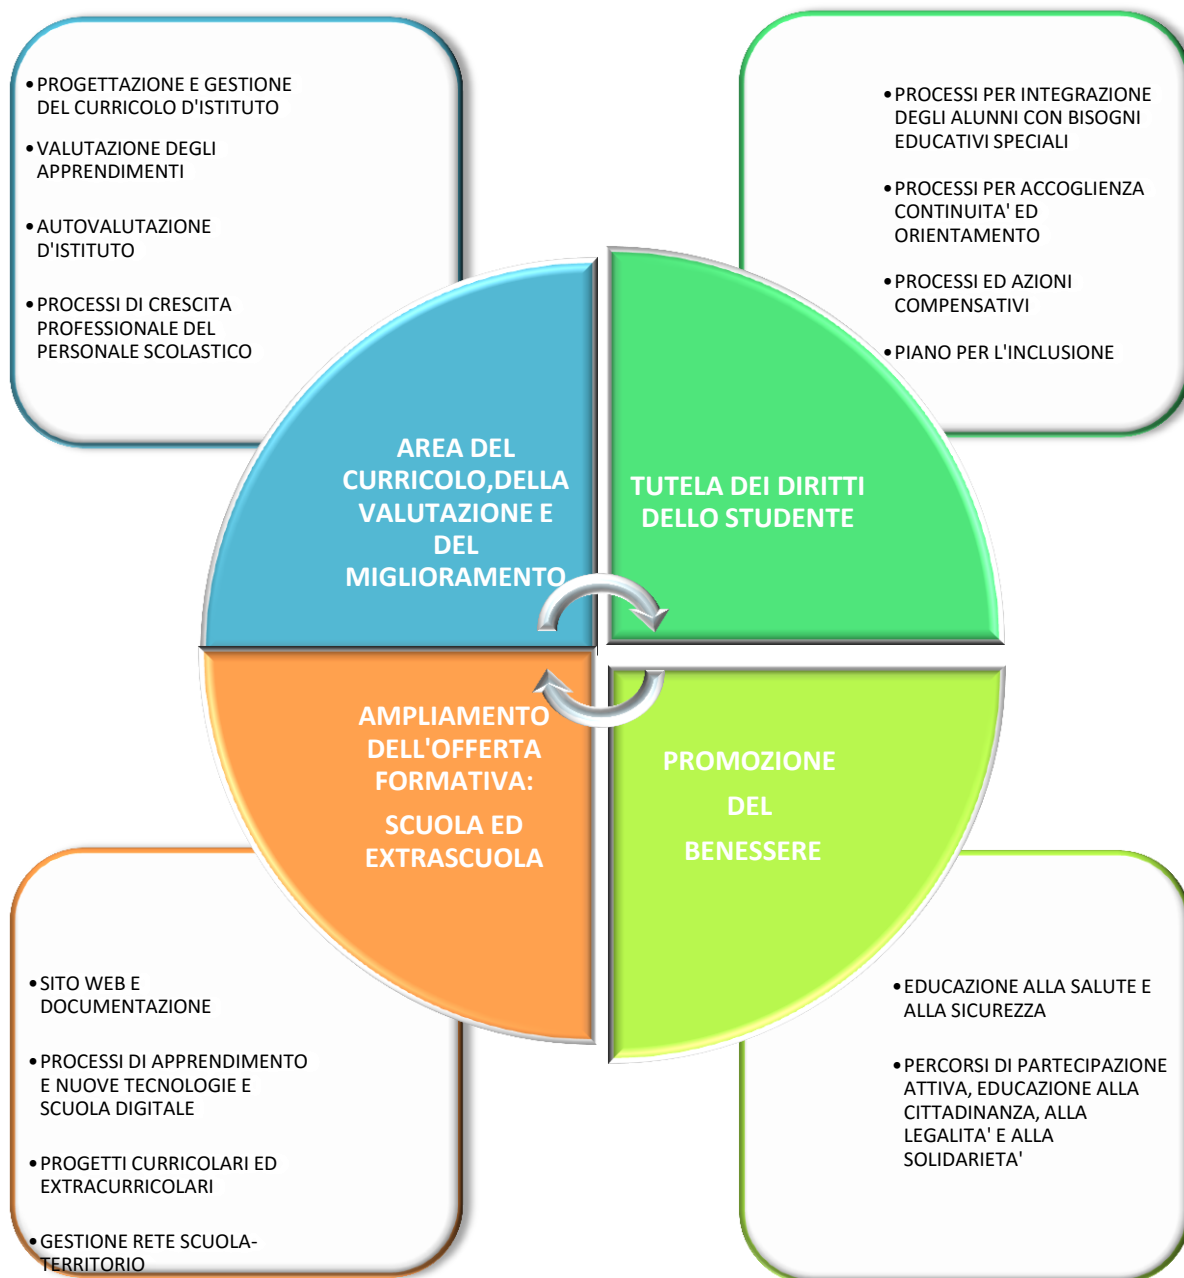 •PROGETTAZIONE E GESTIONE
DEL CURRICOLO D'ISTITUTO
•VALUTAZIONE DEGLI
APPRENDIMENTI
•AUTOVALUTAZIONE
D'ISTITUTO
•PROCESSI DI CRESCITA
PROFESSIONALE DEL
PERSONALE SCOLASTICO
•PROCESSI PER INTEGRAZIONE
DEGLI ALUNNI CON BISOGNI
EDUCATIVI SPECIALI
•PROCESSI PER ACCOGLIENZA
CONTINUITA' ED
ORIENTAMENTO
•PROCESSI ED AZIONI
COMPENSATIVI
•PIANO PER L'INCLUSIONE
AREA DEL
CURRICOLO,DELLA
VALUTAZIONE E
DEL
MIGLIORAMENTO
TUTELA DEI DIRITTI
DELLO STUDENTE
AMPLIAMENTO
DELL'OFFERTA
FORMATIVA:
SCUOLA ED
EXTRASCUOLA
PROMOZIONE
DEL
BENESSERE
•SITO WEB E
DOCUMENTAZIONE
•PROCESSI DI APPRENDIMENTO
E NUOVE TECNOLOGIE E
SCUOLA DIGITALE
•PROGETTI CURRICOLARI ED
EXTRACURRICOLARI
•GESTIONE RETE SCUOLA-
TERRITORIO
•EDUCAZIONE ALLA SALUTE E
ALLA SICUREZZA
•PERCORSI DI PARTECIPAZIONE
ATTIVA, EDUCAZIONE ALLA
CITTADINANZA, ALLA
LEGALITA' E ALLA
SOLIDARIETA'